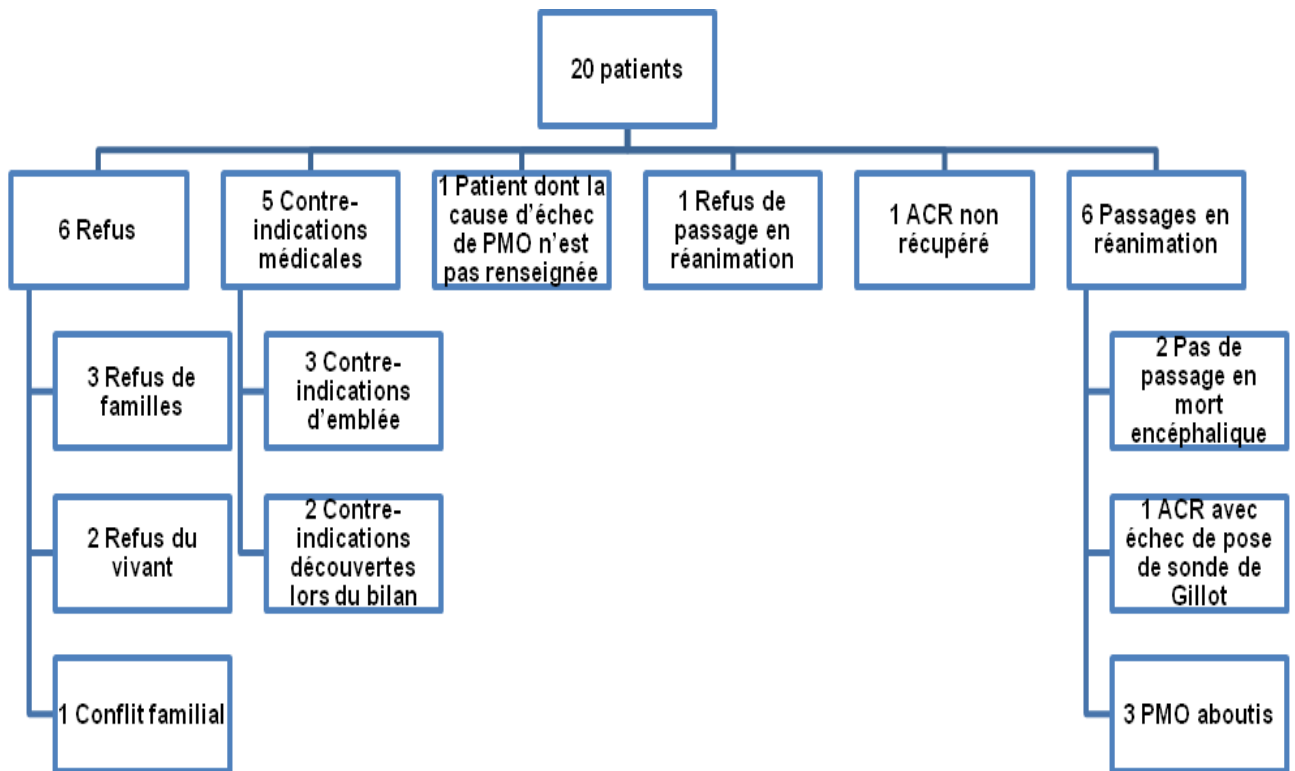 20 patients
6 Refus
5 Contre-
indications
médicales
1 Patient dont la
cause d'échec
de PMO n'est
pas renseignée
1 Refus de
passage en
réanimation
1 ACR non
récupéré
6 Passages en
réanimation
3 Refus de
familles
2 Refus du
vivant
1 Conflit familial
3 Contre-
indications
d'emblée
2 Contre-
indications
découvertes
lors du bilan
2 Pas de
passage en
mort
encéphalique
1 ACR avec
échec de pose
de sonde de
Gillot
3 PMO aboutis